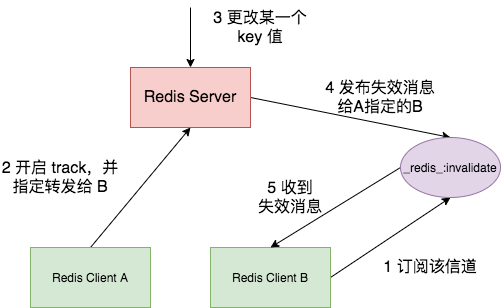 3 更改某一个
key 值
Redis Server
4 发布失效消息
给A指定的B
2 开启 track，并
指定转发给 B
_redis_:invalidate
5 收到
失效消息
1 订阅该信道
Redis Client A
Redis Client B